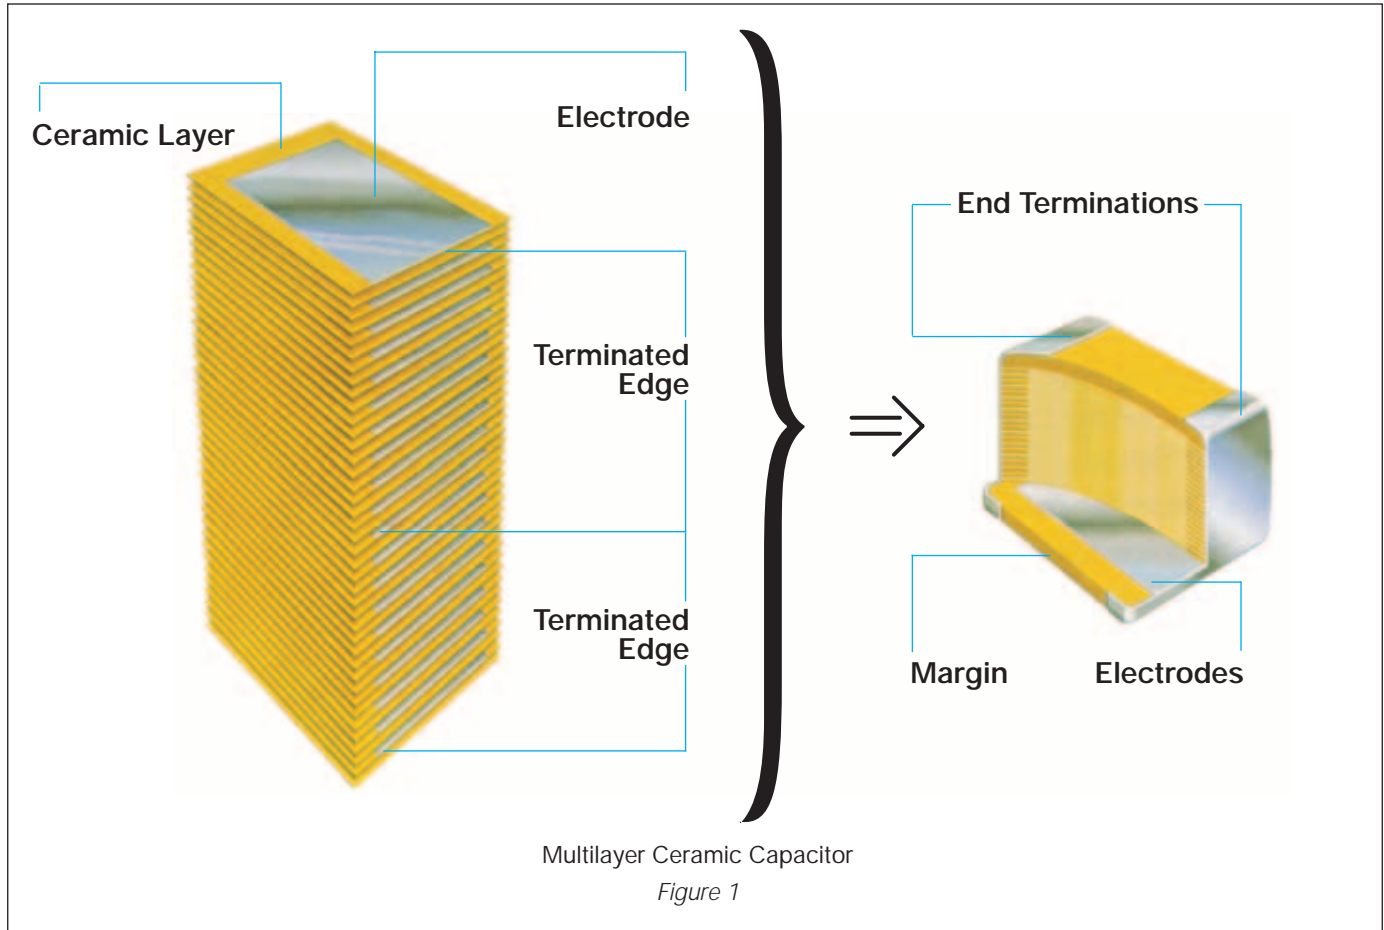 Ceramic Layer
Electrode
Terminated
Edge
Terminated
Edge
End Terminations
Margin
Electrodes
Multilayer Ceramic Capacitor
Figure 1